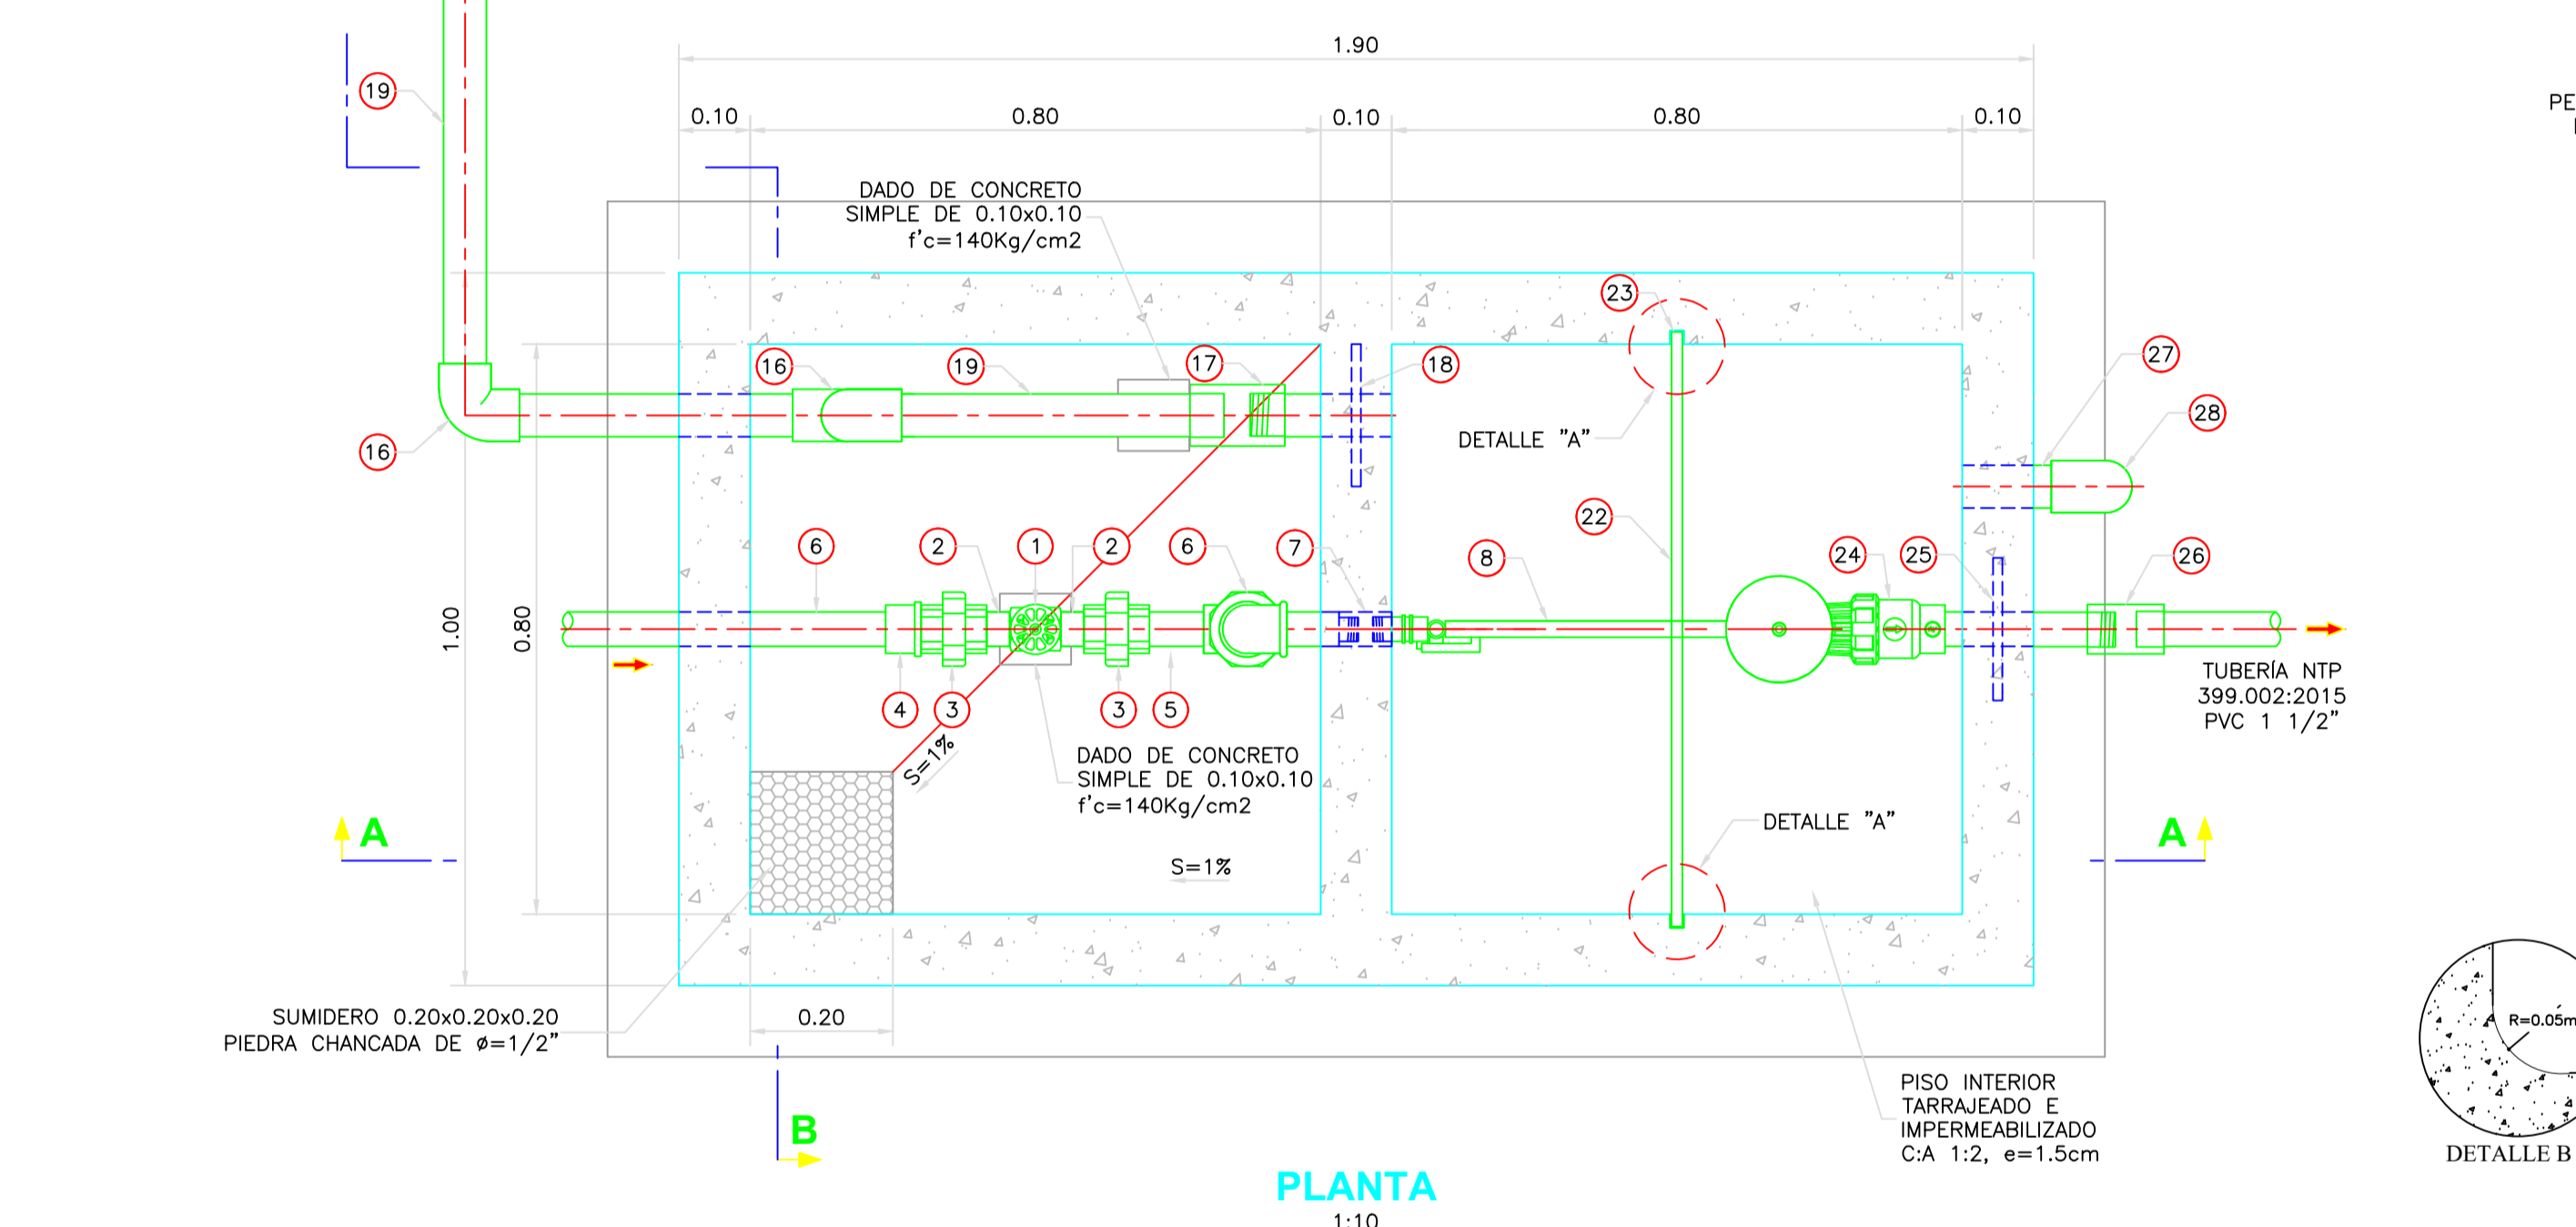 1.90
0.10
0.80
0.10
0.80
0.10
19
DADO DE CONCRETO
SIMPLE DE 0.10x0.10
f'c=140Kg/cm2
23
16
19
17
18
27
28
DETALLE "A"
16
22
6
2
1
2
6
7
8
24
25
26
1.00
0.80
4
3
3
5
TUBERÍA NTP
399.002:2015
PVC 1 1/2"
S=1%
DADO DE CONCRETO
SIMPLE DE 0.10x0.10
f'c=140Kg/cm2
DETALLE "A"
A
A
S=1%
SUMIDERO 0.20x0.20x0.20
PIEDRA CHANCADA DE ø=1/2"
0.20
R=0.05m
B
PISO INTERIOR
TARRAJEADO E
IMPERMEABILIZADO
C:A 1:2, e=1.5cm
DETALLE B
PLANTA
1:10